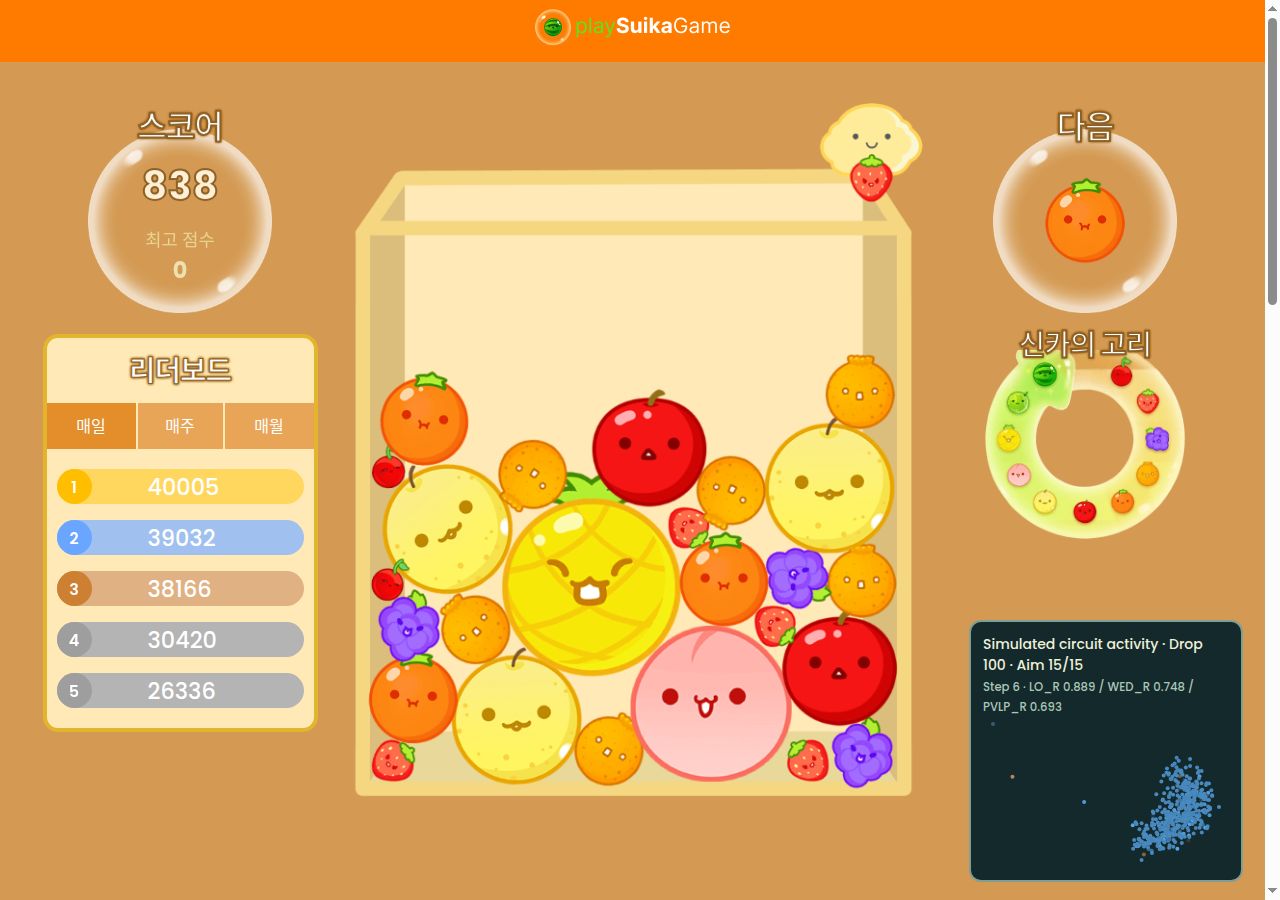 playSuikaGame
스코어
838
최고 점수
0
다음
신카의 고리
리더보드
매일 매주 매월
1 40005
2 39032
3 38166
4 30420
5 26336
Simulated circuit activity · Drop
100 · Aim 15/15
Step 6 · LO_R 0.889 / WED_R 0.748 /
PVLP_R 0.693